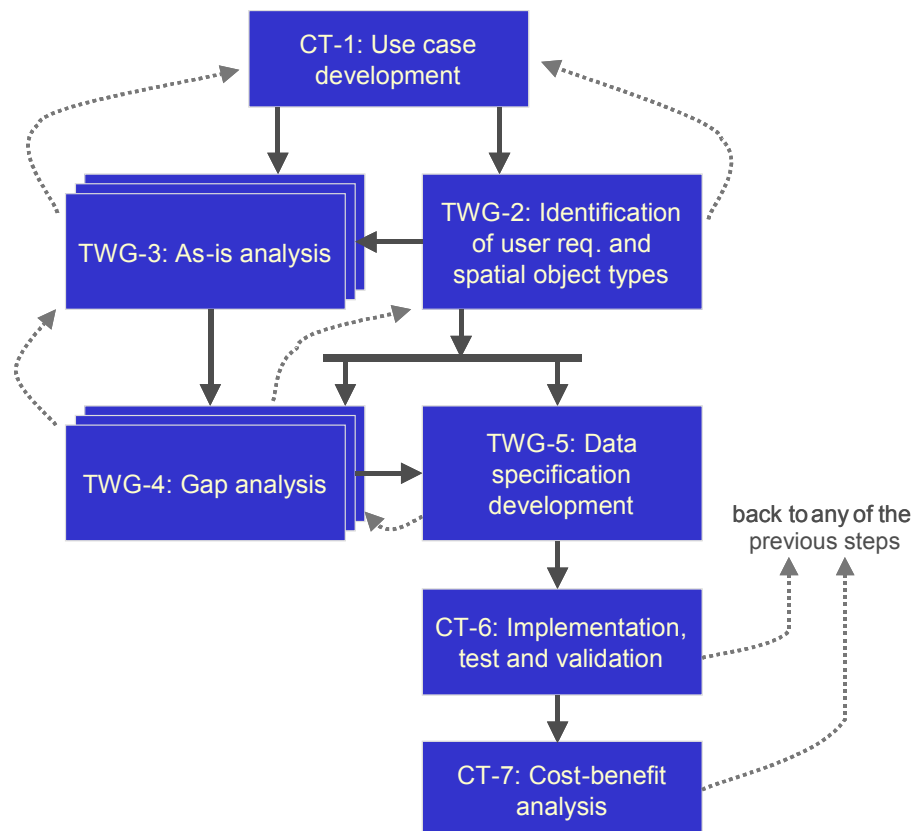 CT-1: Use case
development
TWG-3: As-is analysis
TWG-2: Identification
of user req. and
spatial object types
TWG-4: Gap analysis
TWG-5: Data
specification
development
back to any of the
previous steps
CT-6: Implementation,
test and validation
CT-7: Cost-benefit
analysis